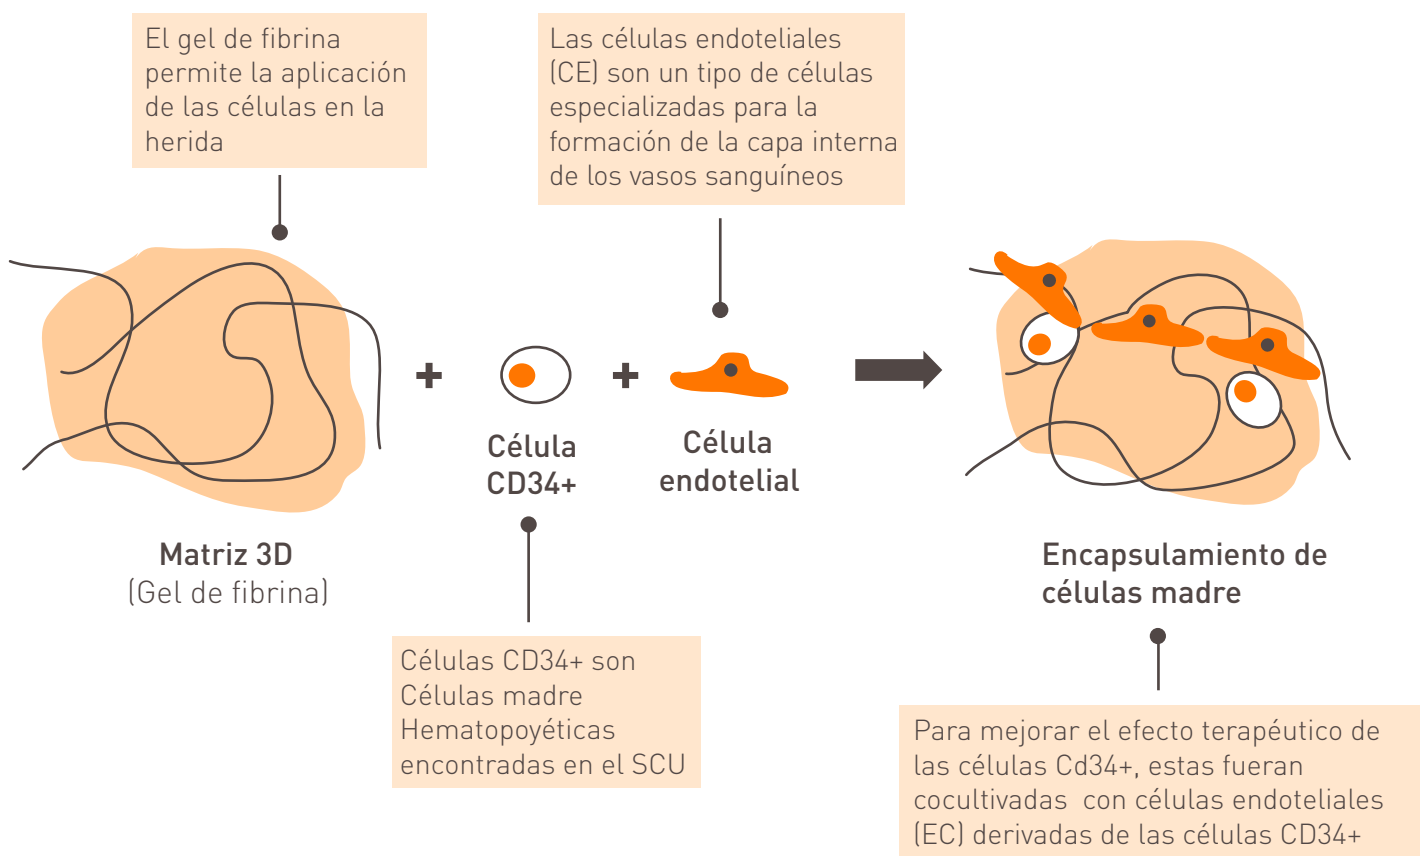 El gel de fibrina
permite la aplicación
de las células en la
herida
Las células endoteliales
(CE) son un tipo de células
especializadas para la
formación de la capa interna
de los vasos sanguíneos
+
+
Célula
CD34+
Célula
endotelial
Matriz 3D
(Gel de fibrina)
Encapsulamiento de
células madre
Células CD34+ son
Células madre
Hematopoyéticas
encontradas en el SCU
Para mejorar el efecto terapéutico de
las células Cd34+, estas fueran
cocultivadas con células endoteliales
(EC) derivadas de las células CD34+